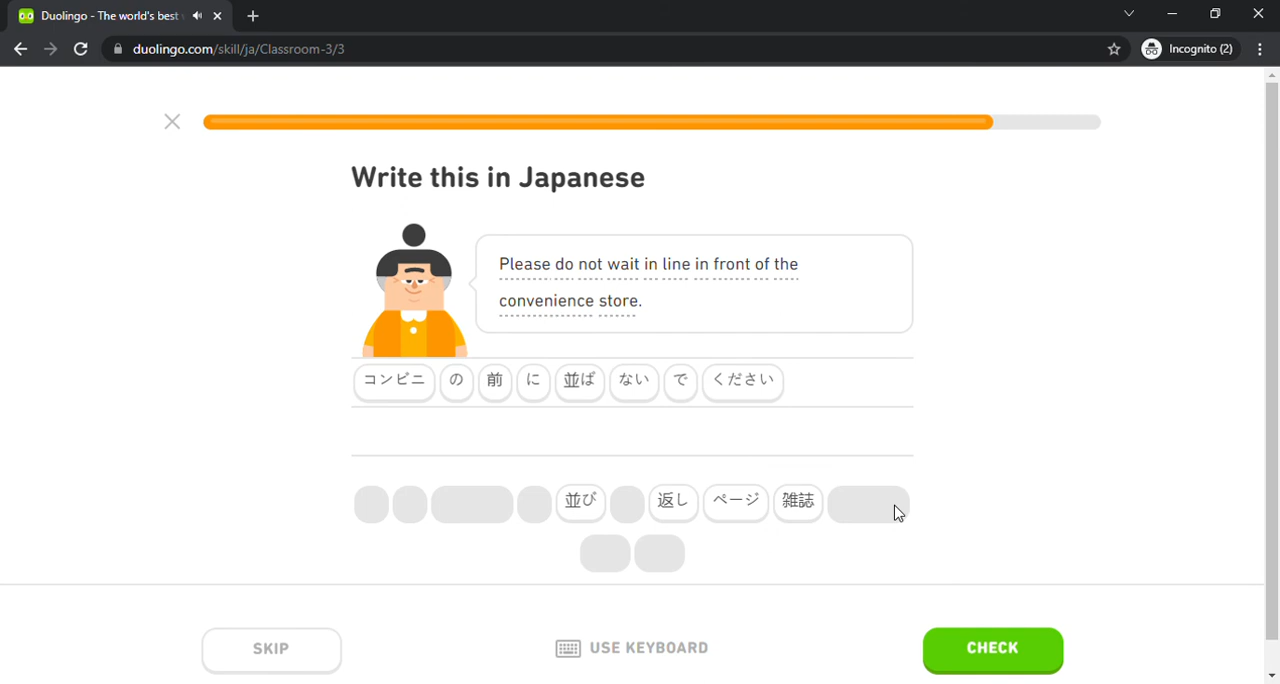 Duolingo - The world's best
duolingo.com/skill/ja/Classroom-3/3
Incognito (2)
Write this in Japanese
Please do not wait in line in front of the
convenience store.
コンビニ の 前 に 並ば ない で ください
並び 返し ページ 雑誌
SKIP USE KEYBOARD CHECK